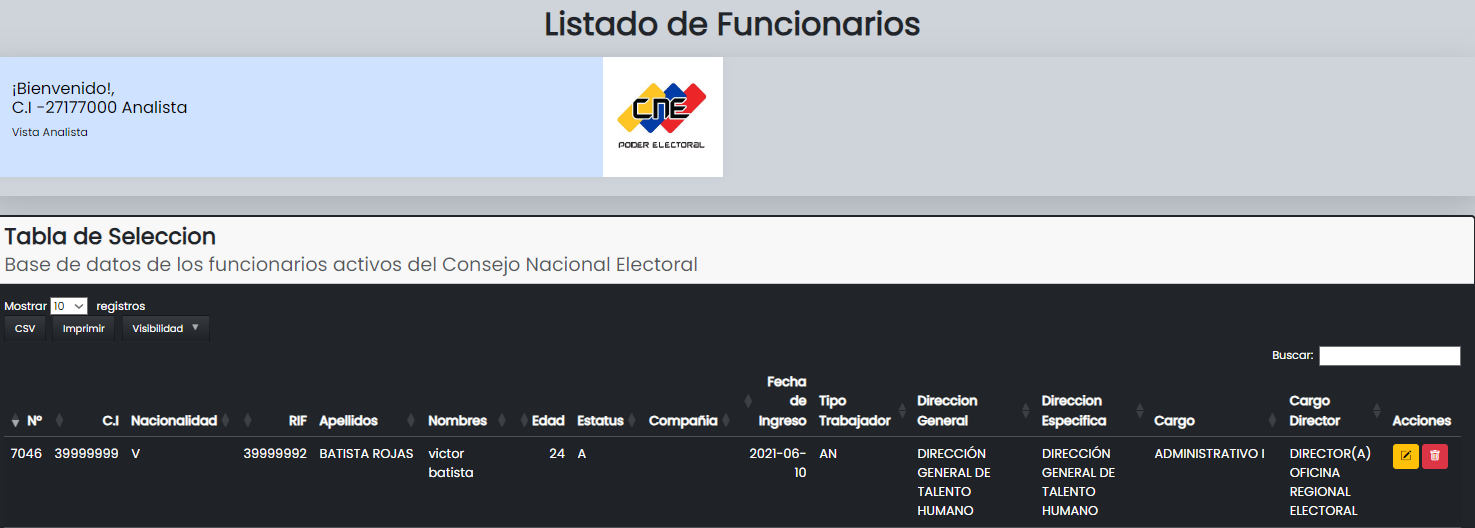 Listado de Funcionarios
¡Bienvenido!,
C.I -27177000 Analista
Vista Analista
CNE
PODER ELECTORAL
Tabla de Seleccion
Base de datos de los funcionarios activos del Consejo Nacional Electoral
Mostrar 10 registros
CSV Imprimir Visibilidad
Buscar:
Nº C.I Nacionalidad RIF Apellidos Nombres Edad Estatus Compañia Fecha de Ingreso Tipo Trabajador Direccion General Direccion Especifica Cargo Cargo Director Acciones
7046 39999999 V 39999992 BATISTA ROJAS victor batista 24 A 2021-06-10 AN DIRECCIÓN GENERAL DE TALENTO HUMANO DIRECCIÓN GENERAL DE TALENTO HUMANO ADMINISTRATIVO I DIRECTOR(A) OFICINA REGIONAL ELECTORAL